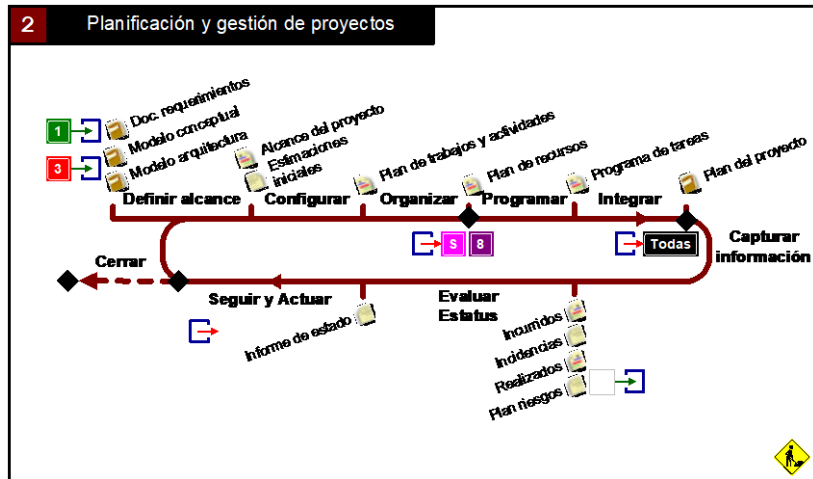 2
Planificación y gestión de proyectos
1
Doc. requerimientos
Modelo conceptual
3
Modelo arquitectura
Alcance del proyecto
Estimaciones
iniciales
Plan de trabajos y actividades
Plan de recursos
Programa de tareas
Plan del proyecto
Definir alcance
Configurar
Organizar
Programar
Integrar
S
8
Todas
Capturar
información
Cerrar
Seguir y Actuar
Evaluar
Estatus
Informe de estado
Incurridos
Incidencias
Realizados
Plan riesgos